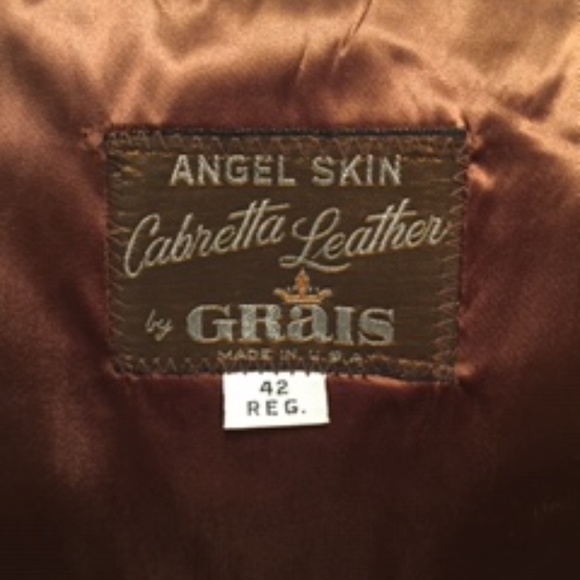 ANGEL SKIN
Cabretta Leather
by GRaIS
MADE IN U.S.A.
42
REG.